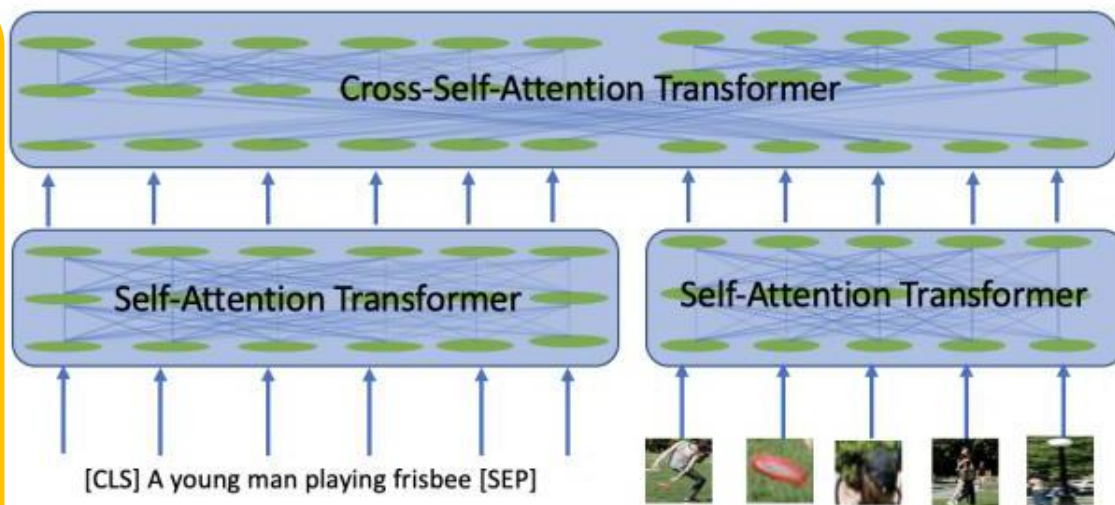 Cross-Self-Attention Transformer
Self-Attention Transformer
Self-Attention Transformer
[CLS] A young man playing frisbee [SEP]